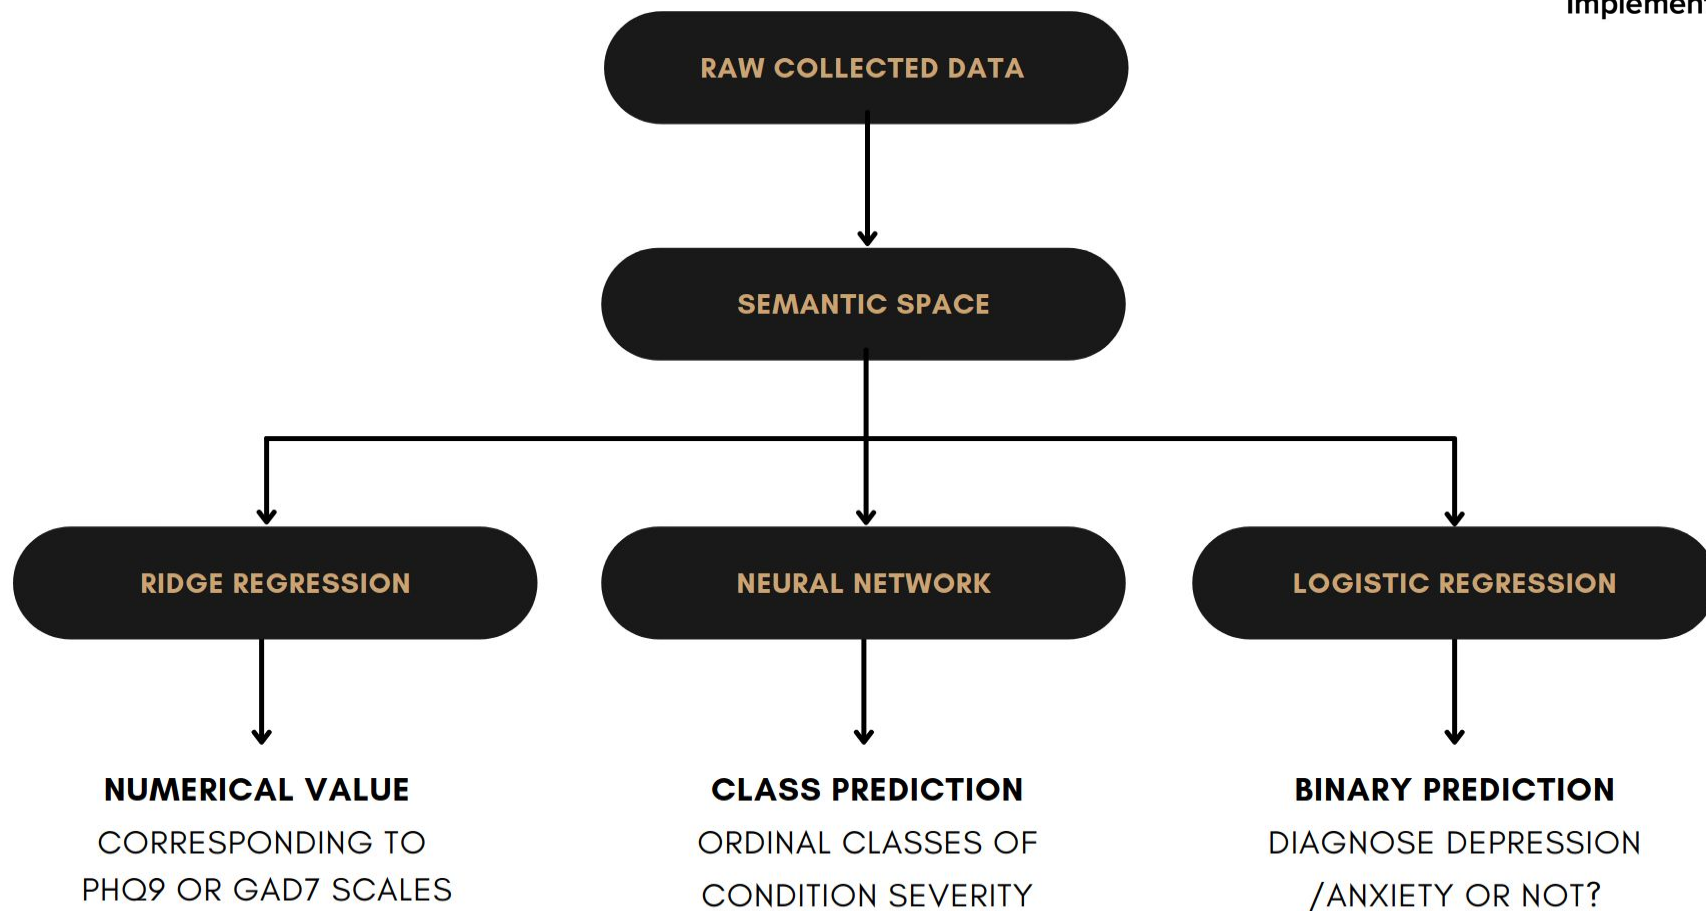 Implement
RAW COLLECTED DATA
SEMANTIC SPACE
RIDGE REGRESSION
NEURAL NETWORK
LOGISTIC REGRESSION
NUMERICAL VALUE
CORRESPONDING TO
PHQ9 OR GAD7 SCALES
CLASS PREDICTION
ORDINAL CLASSES OF
CONDITION SEVERITY
BINARY PREDICTION
DIAGNOSE DEPRESSION
/ANXIETY OR NOT?